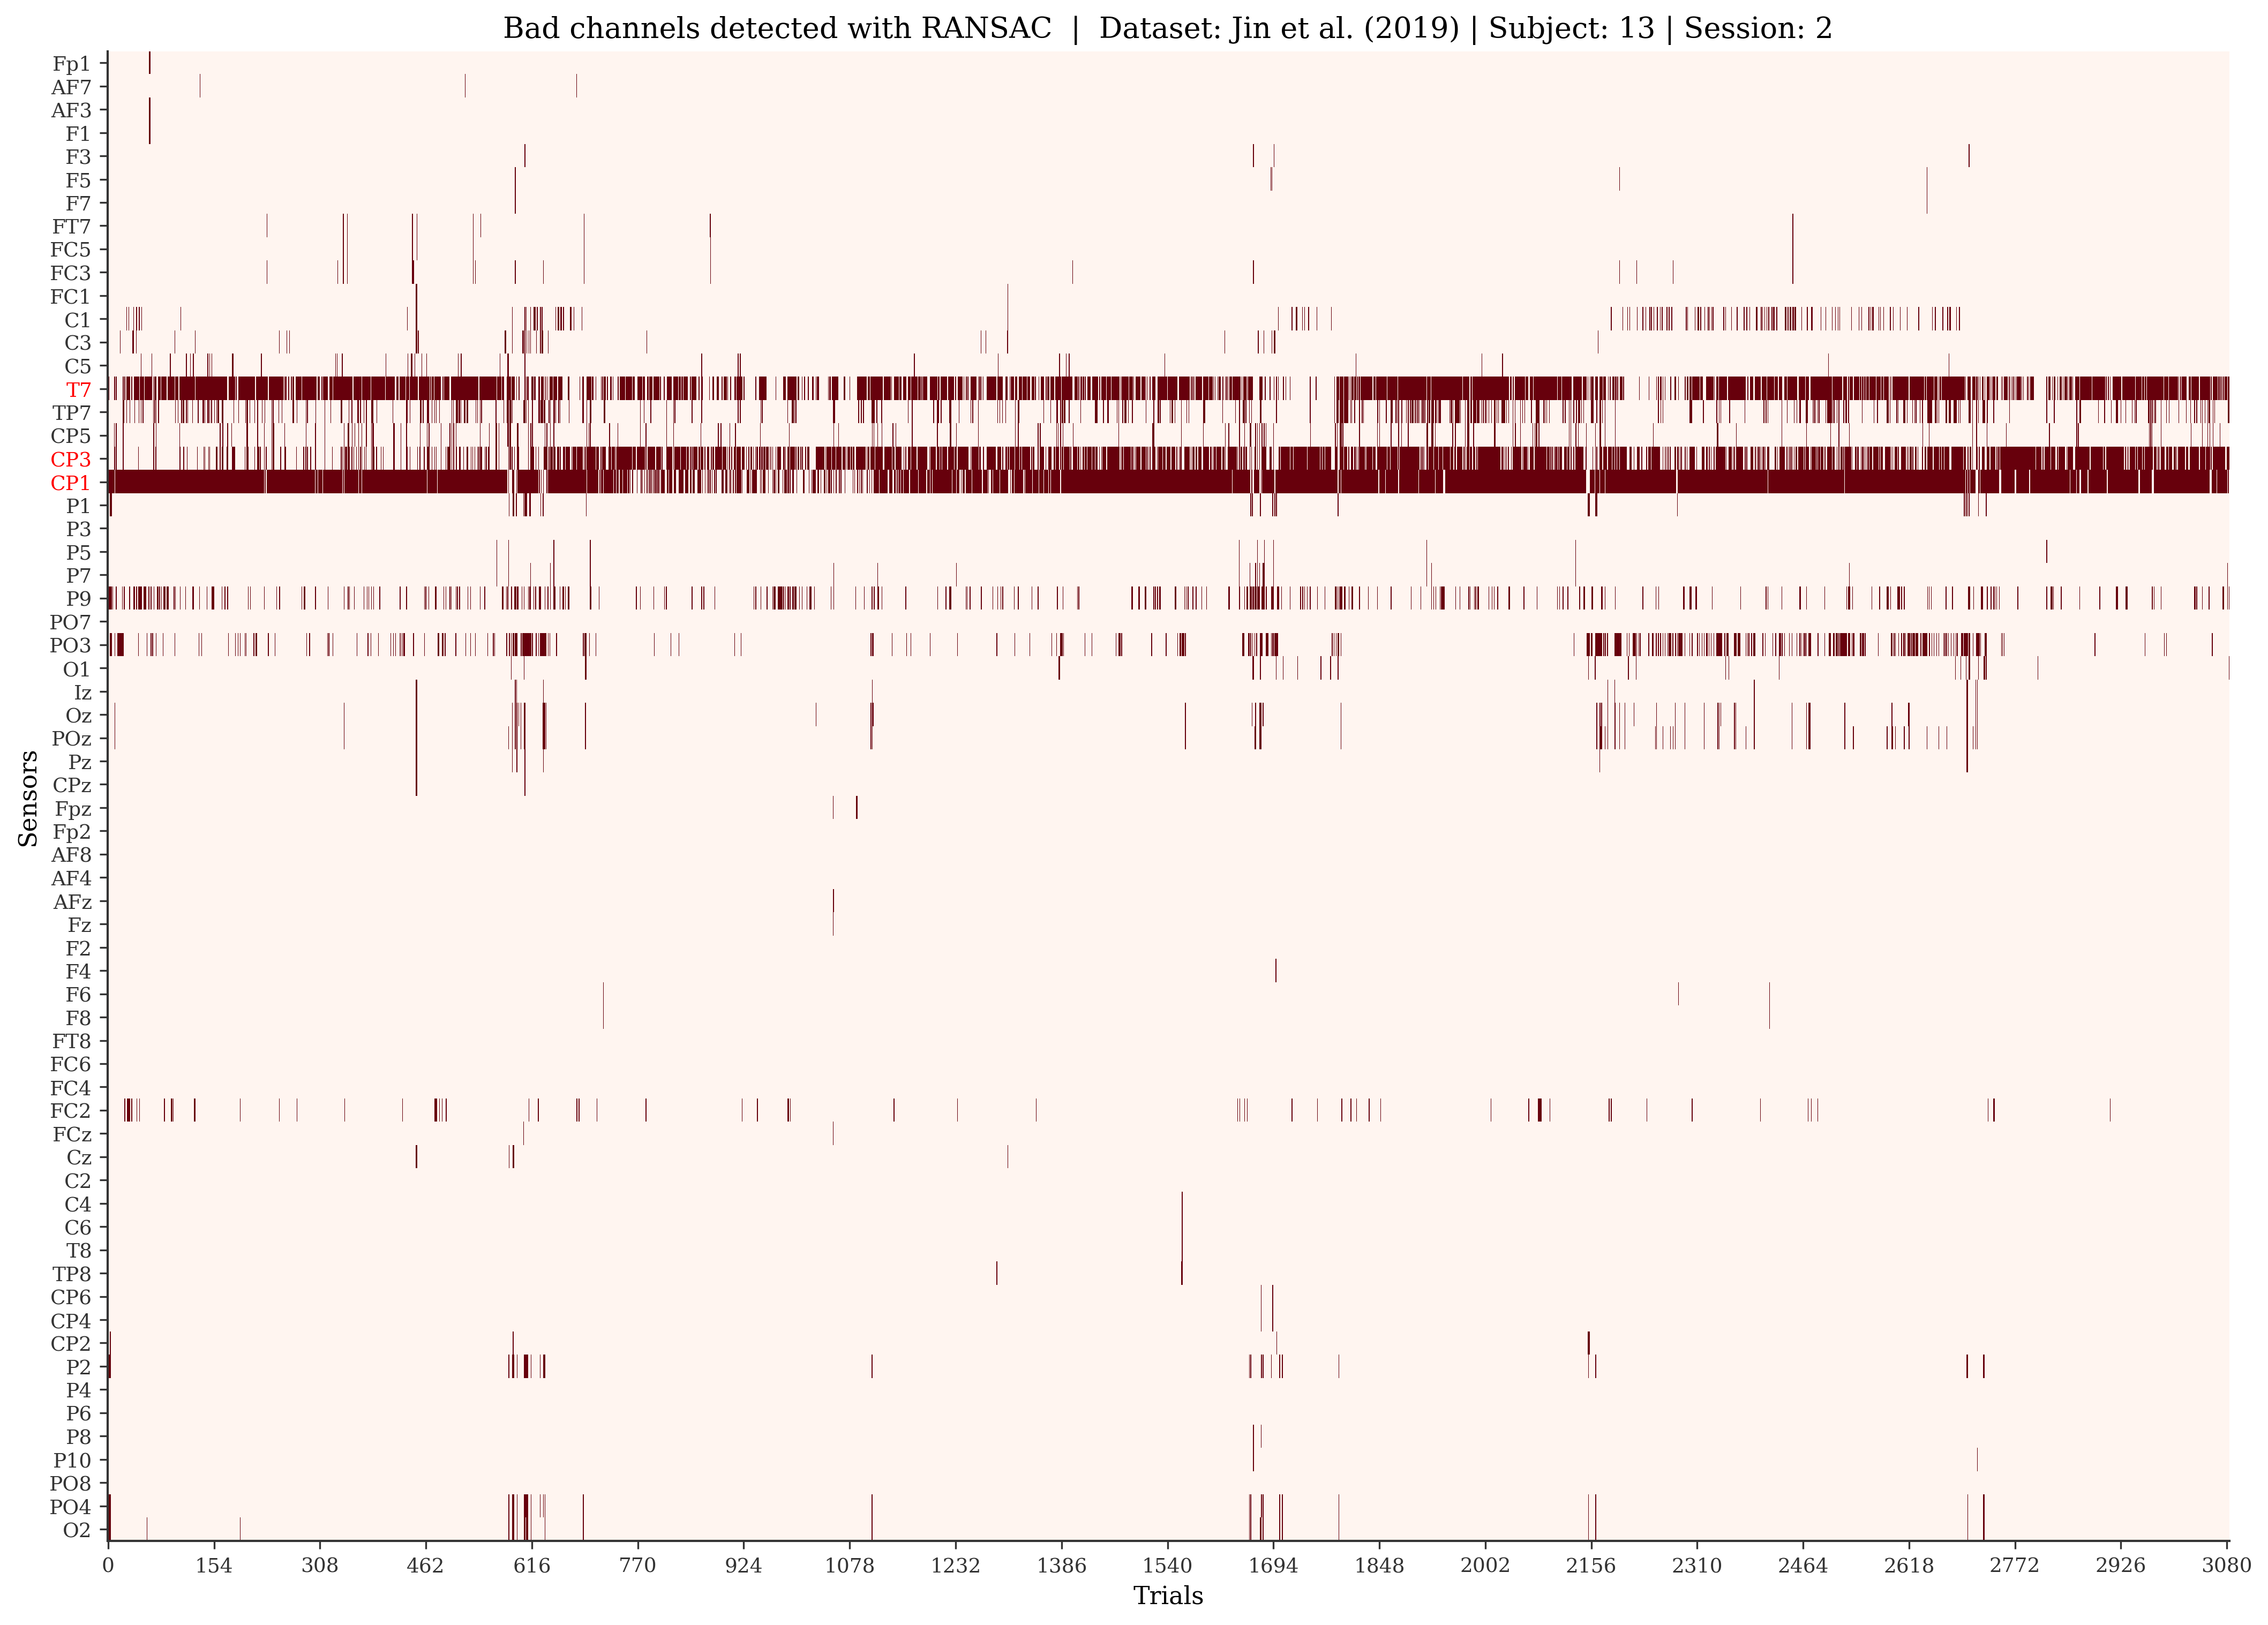 Bad channels detected with RANSAC | Dataset: Jin et al. (2019) | Subject: 13 | Session: 2
Sensors
Fp1
AF7
AF3
F1
F3
F5
F7
FT7
FC5
FC3
FC1
C1
C3
C5
T7
TP7
CP5
CP3
CP1
P1
P3
P5
P7
P9
PO7
PO3
O1
Iz
Oz
POz
Pz
CPz
Fpz
Fp2
AF8
AF4
AFz
Fz
F2
F4
F6
F8
FT8
FC6
FC4
FC2
FCz
Cz
C2
C4
C6
T8
TP8
CP6
CP4
CP2
P2
P4
P6
P8
P10
PO8
PO4
O2
0 154 308 462 616 770 924 1078 1232 1386 1540 1694 1848 2002 2156 2310 2464 2618 2772 2926 3080
Trials